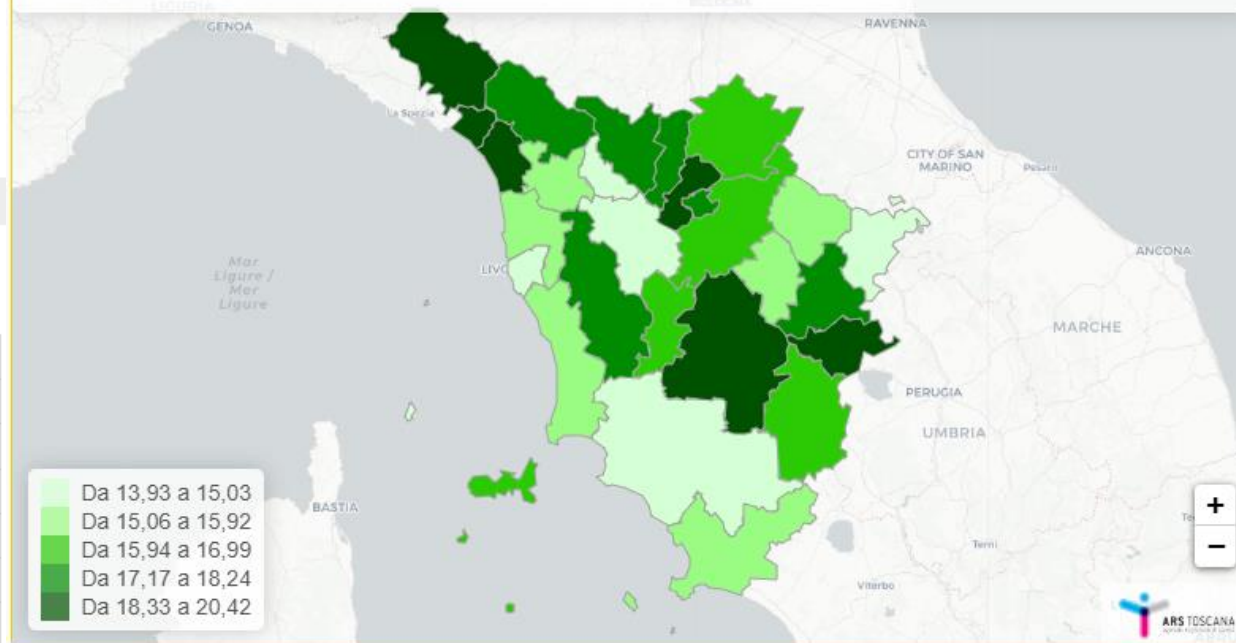 GENOA
RAVENNA
La Spezia
CITY OF SAN
MARINO
Pesaro
ANCONA
Mar
Ligure /
Mer
Ligure
LIVO
MARCHE
PERUGIA
UMBRIA
BASTIA
Da 13,93 a 15,03
Da 15,06 a 15,92
Da 15,94 a 16,99
Da 17,17 a 18,24
Da 18,33 a 20,42
+
−
Terni
Viterbo
ARS TOSCANA